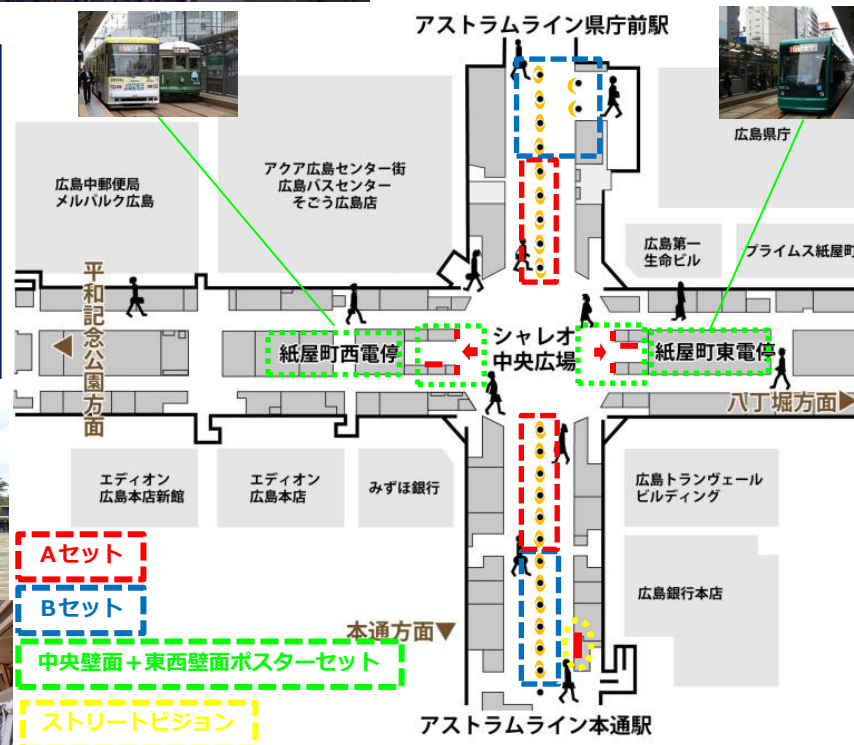 アストラムライン県庁前駅
広島県庁
広島中郵便局
メルパルク広島
アクア広島センター街
広島バスセンター
そごう広島店
広島第一
生命ビル
プライムス紙屋町
平和記念公園方面
紙屋町西電停
シャレオ
中央広場
紙屋町東電停
八丁堀方面
エディオン
広島本店新館
エディオン
広島本店
みずほ銀行
広島トランヴェール
ビルディング
広島銀行本店
Aセット
Bセット
本通方面
中央壁面+東西壁面ポスターセット
ストリートビジョン
アストラムライン本通駅